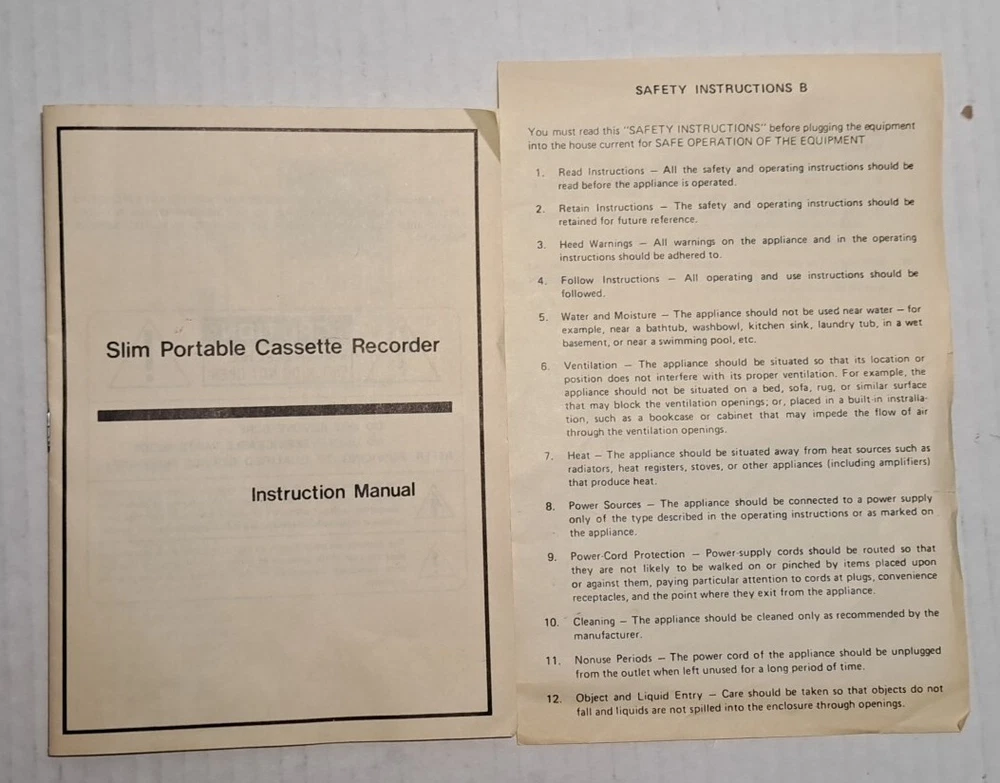 Slim Portable Cassette Recorder
Instruction Manual
SAFETY INSTRUCTIONS B
You must read this "SAFETY INSTRUCTIONS" before plugging the equipment
into the house current for SAFE OPERATION OF THE EQUIPMENT
1. Read Instructions — All the safety and operating instructions should be
read before the appliance is operated.
2. Retain Instructions — The safety and operating instructions should be
retained for future reference.
3. Heed Warnings — All warnings on the appliance and in the operating
instructions should be adhered to.
4. Follow Instructions — All operating and use instructions should be
followed.
5. Water and Moisture — The appliance should not be used near water — for
example, near a bathtub, washbowl, kitchen sink, laundry tub, in a wet
basement, or near a swimming pool, etc.
6. Ventilation — The appliance should be situated so that its location or
position does not interfere with its proper ventilation. For example, the
appliance should not be situated on a bed, sofa, rug, or similar surface
that may block the ventilation openings; or, placed in a built-in installa-
tion, such as a bookcase or cabinet that may impede the flow of air
through the ventilation openings.
7. Heat — The appliance should be situated away from heat sources such as
radiators, heat registers, stoves, or other appliances (including amplifiers)
that produce heat.
8. Power Sources — The appliance should be connected to a power supply
only of the type described in the operating instructions or as marked on
the appliance.
9. Power-Cord Protection — Power-supply cords should be routed so that
they are not likely to be walked on or pinched by items placed upon
or against them, paying particular attention to cords at plugs, convenience
receptacles, and the point where they exit from the appliance.
10. Cleaning — The appliance should be cleaned only as recommended by the
manufacturer.
11. Nonuse Periods — The power cord of the appliance should be unplugged
from the outlet when left unused for a long period of time.
12. Object and Liquid Entry — Care should be taken so that objects do not
fall and liquids are not spilled into the enclosure through openings.